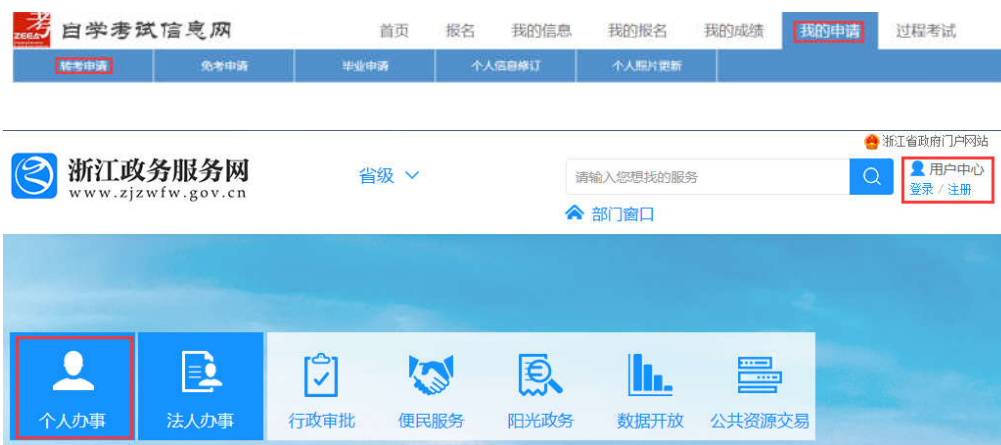 考 ZEEA 自学考试信息网 首页 报名 我的信息 我的报名 我的成绩 我的申请 过程考试
转考申请 免考申请 毕业申请 个人信息修订 个人照片更新
浙江省政府门户网站
浙江政务服务网 省级 请输入您想找的服务 用户中心
www.zjzwfw.gov.cn 登录 / 注册
部门窗口
个人办事 法人办事 行政审批 便民服务 阳光政务 数据开放 公共资源交易